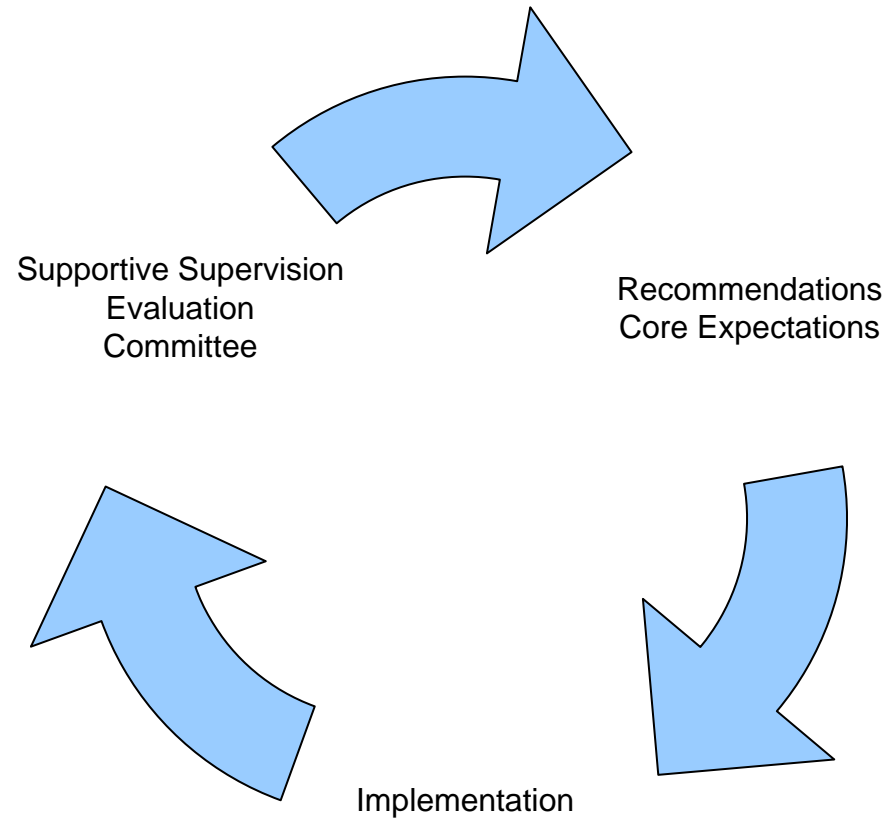 Supportive Supervision
Evaluation
Committee
Recommendations
Core Expectations
Implementation